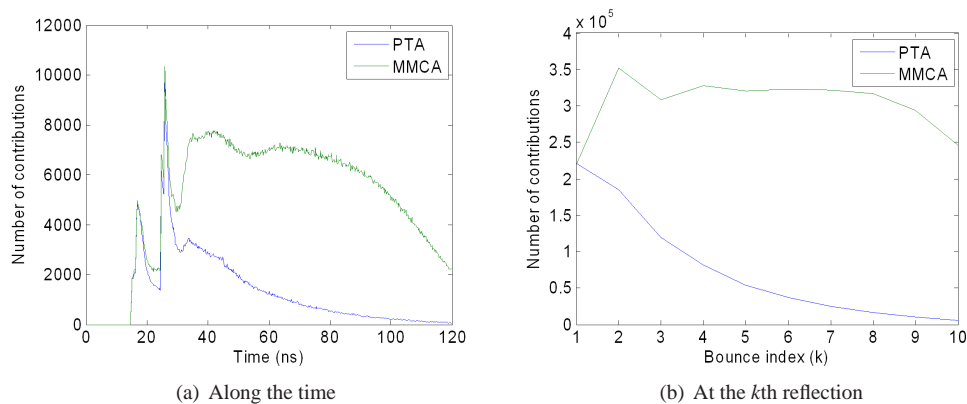 12000
10000
8000
6000
4000
2000
0
Number of contributions
PTA
MMCA
0 20 40 60 80 100 120
Time (ns)
(a) Along the time
x 10^5
4
3.5
3
2.5
2
1.5
1
0.5
0
Number of contributions
PTA
MMCA
1 2 3 4 5 6 7 8 9 10
Bounce index (k)
(b) At the kth reflection